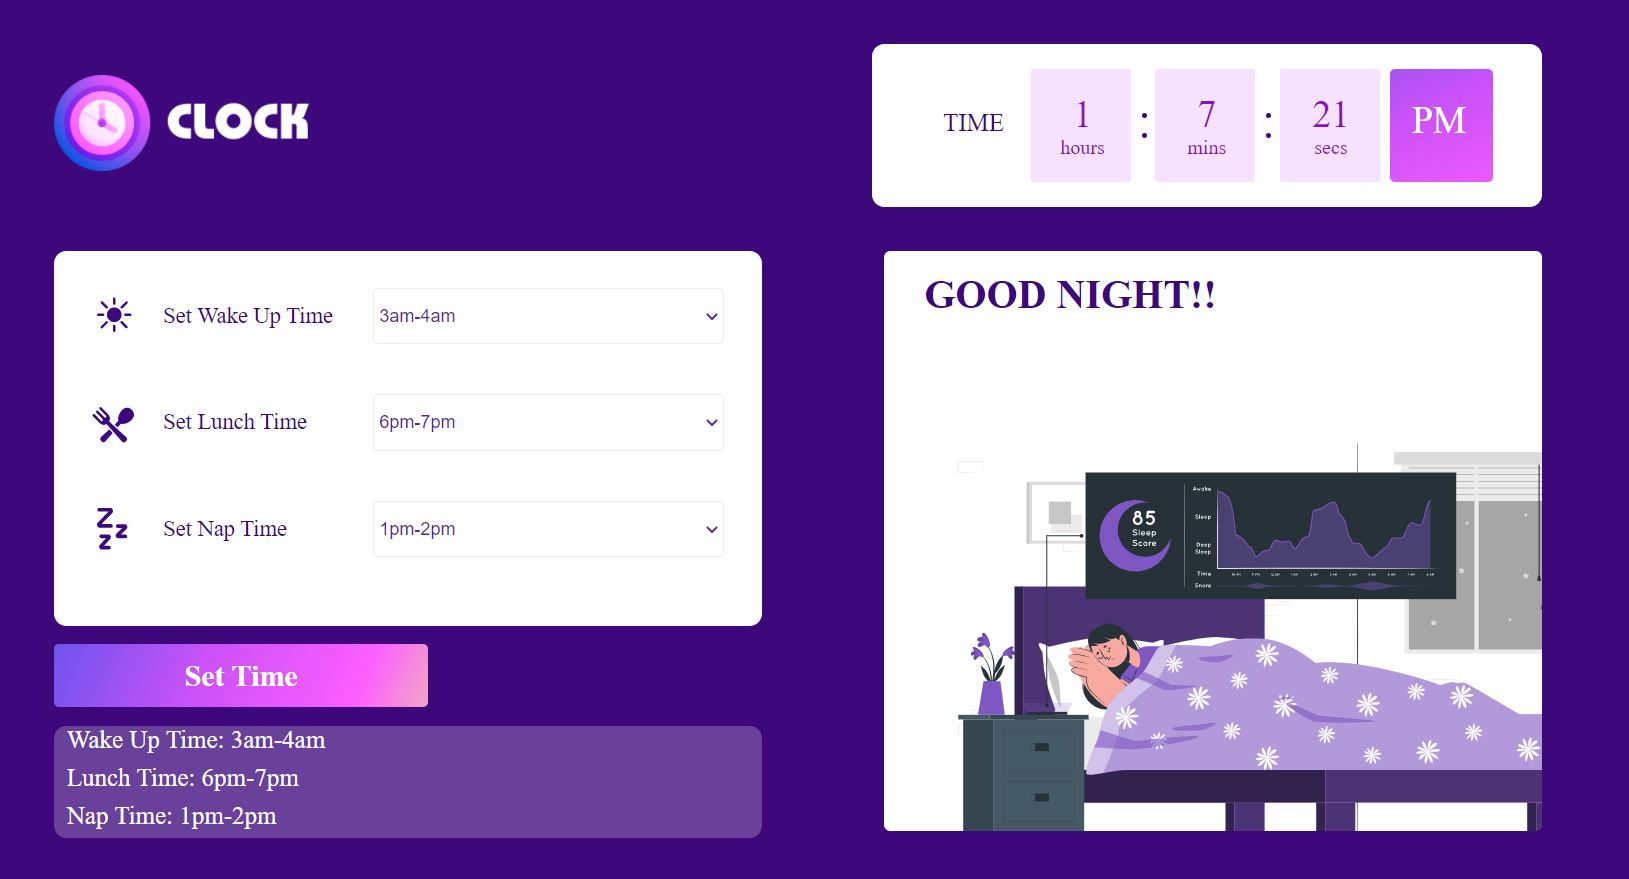 CLOCK
TIME
1
hours
:
7
mins
:
21
secs
PM
Set Wake Up Time
3am-4am
Set Lunch Time
6pm-7pm
Set Nap Time
1pm-2pm
Set Time
Wake Up Time: 3am-4am
Lunch Time: 6pm-7pm
Nap Time: 1pm-2pm
GOOD NIGHT!!
85
Sleep
Score
Awake
Sleep
Deep
Sleep
Time
Snore